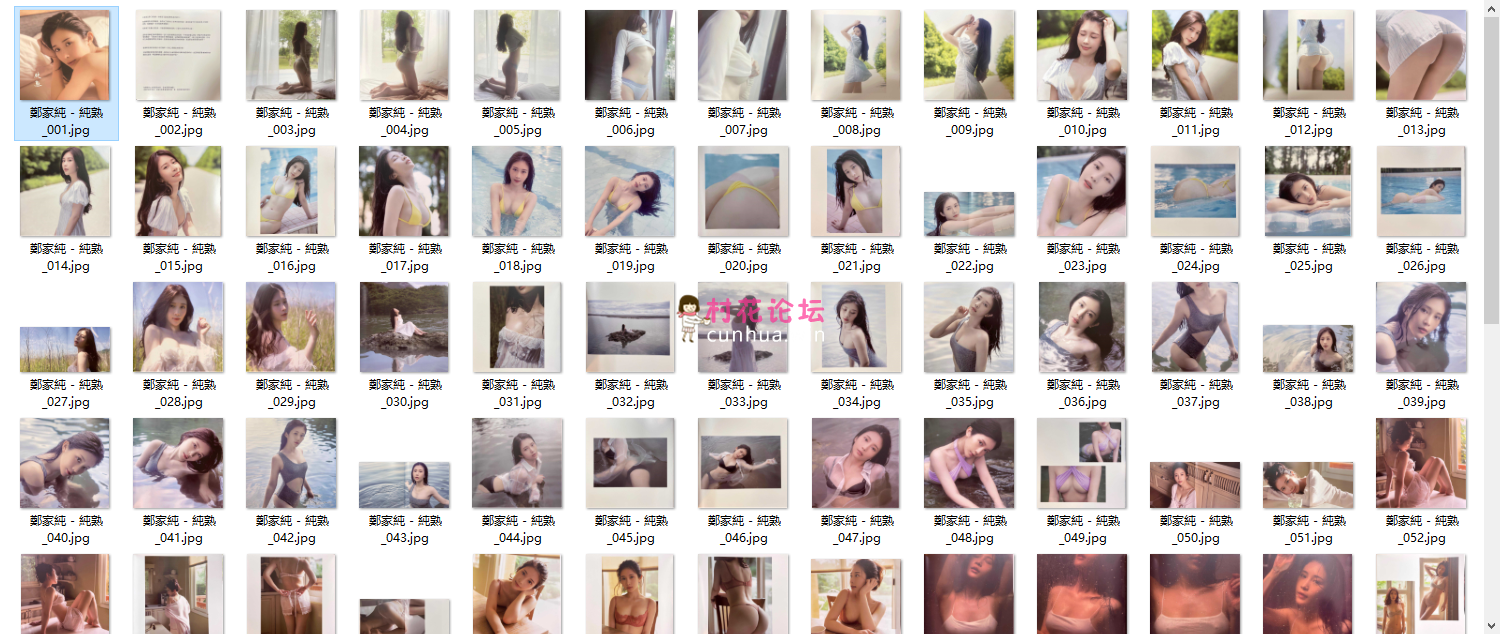 鄭家純 - 純熟
_001.jpg
鄭家純 - 純熟
_002.jpg
鄭家純 - 純熟
_003.jpg
鄭家純 - 純熟
_004.jpg
鄭家純 - 純熟
_005.jpg
鄭家純 - 純熟
_006.jpg
鄭家純 - 純熟
_007.jpg
鄭家純 - 純熟
_008.jpg
鄭家純 - 純熟
_009.jpg
鄭家純 - 純熟
_010.jpg
鄭家純 - 純熟
_011.jpg
鄭家純 - 純熟
_012.jpg
鄭家純 - 純熟
_013.jpg
鄭家純 - 純熟
_014.jpg
鄭家純 - 純熟
_015.jpg
鄭家純 - 純熟
_016.jpg
鄭家純 - 純熟
_017.jpg
鄭家純 - 純熟
_018.jpg
鄭家純 - 純熟
_019.jpg
鄭家純 - 純熟
_020.jpg
鄭家純 - 純熟
_021.jpg
鄭家純 - 純熟
_022.jpg
鄭家純 - 純熟
_023.jpg
鄭家純 - 純熟
_024.jpg
鄭家純 - 純熟
_025.jpg
鄭家純 - 純熟
_026.jpg
村花论坛
鄭家純 - 純熟
_027.jpg
鄭家純 - 純熟
_028.jpg
鄭家純 - 純熟
_029.jpg
鄭家純 - 純熟
_030.jpg
鄭家純 - 純熟
_031.jpg
鄭家純 - 純熟
_032.jpg
鄭家純 - 純熟
_033.jpg
鄭家純 - 純熟
_034.jpg
鄭家純 - 純熟
_035.jpg
鄭家純 - 純熟
_036.jpg
鄭家純 - 純熟
_037.jpg
鄭家純 - 純熟
_038.jpg
鄭家純 - 純熟
_039.jpg
鄭家純 - 純熟
_040.jpg
鄭家純 - 純熟
_041.jpg
鄭家純 - 純熟
_042.jpg
鄭家純 - 純熟
_043.jpg
鄭家純 - 純熟
_044.jpg
鄭家純 - 純熟
_045.jpg
鄭家純 - 純熟
_046.jpg
鄭家純 - 純熟
_047.jpg
鄭家純 - 純熟
_048.jpg
鄭家純 - 純熟
_049.jpg
鄭家純 - 純熟
_050.jpg
鄭家純 - 純熟
_051.jpg
鄭家純 - 純熟
_052.jpg